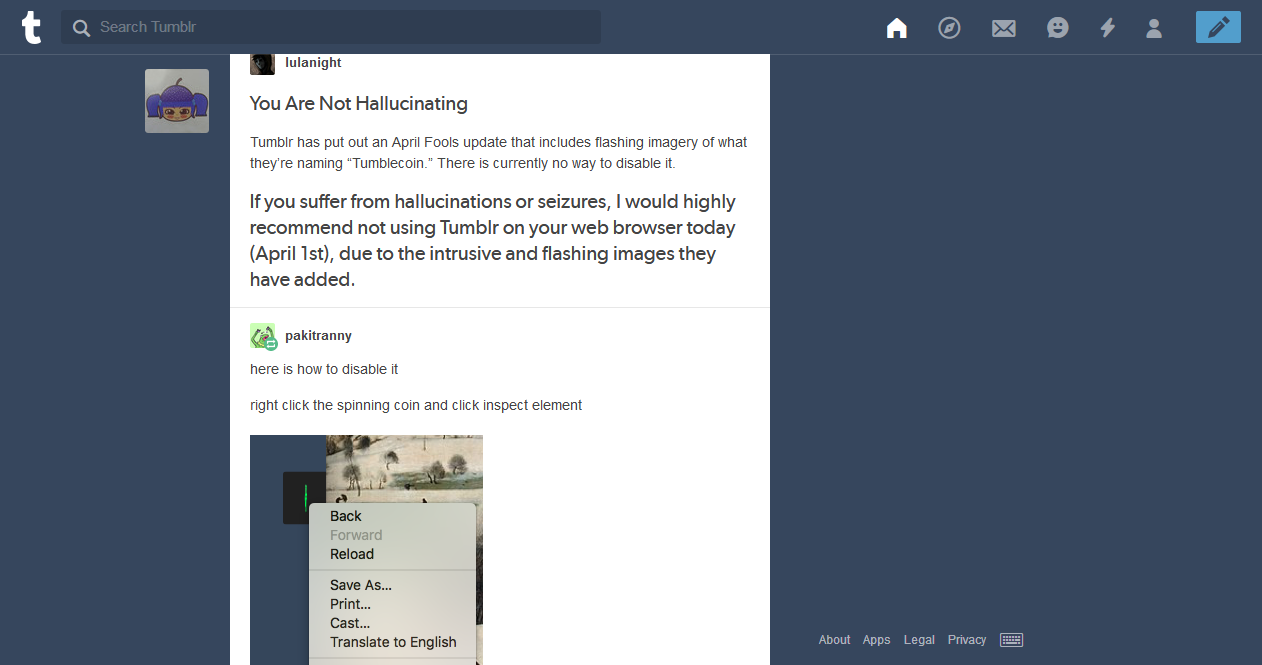 t
Search Tumblr
lulanight
You Are Not Hallucinating
Tumblr has put out an April Fools update that includes flashing imagery of what
they’re naming “Tumblecoin.” There is currently no way to disable it.
If you suffer from hallucinations or seizures, I would highly
recommend not using Tumblr on your web browser today
(April 1st), due to the intrusive and flashing images they
have added.
pakitranny
here is how to disable it
right click the spinning coin and click inspect element
Back
Forward
Reload
Save As...
Print...
Cast...
Translate to English
About Apps Legal Privacy